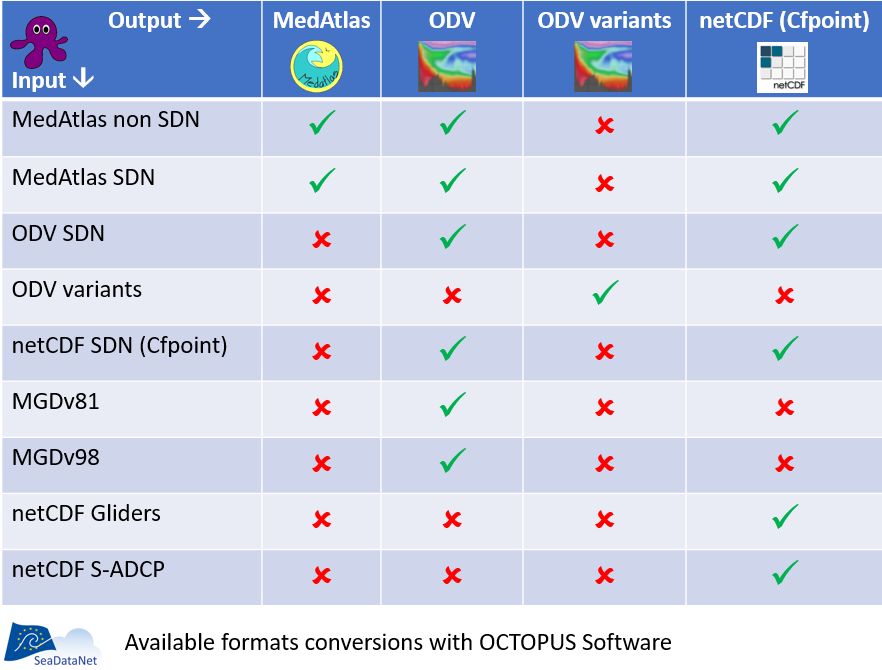 Output → MedAtlas ODV ODV variants netCDF (Cfpoint)
Medatlas
netCDF
Input ↓
MedAtlas non SDN ✓ ✓ ✘ ✓
MedAtlas SDN ✓ ✓ ✘ ✓
ODV SDN ✘ ✓ ✘ ✓
ODV variants ✘ ✘ ✓ ✘
netCDF SDN (Cfpoint) ✘ ✓ ✘ ✓
MGDv81 ✘ ✓ ✘ ✘
MGDv98 ✘ ✓ ✘ ✘
netCDF Gliders ✘ ✘ ✘ ✓
netCDF S-ADCP ✘ ✘ ✘ ✓
SeaDataNet
Available formats conversions with OCTOPUS Software